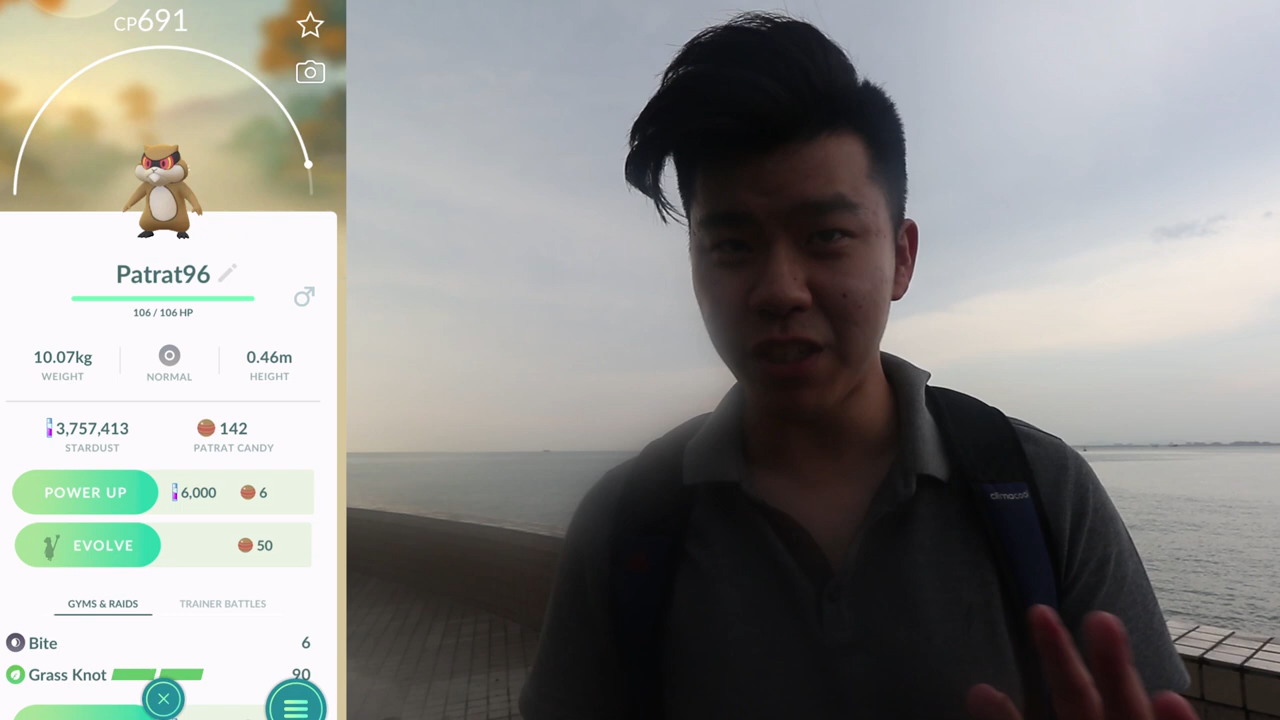 CP691
Patrat96
106 / 106 HP
10.07kg
WEIGHT
NORMAL
0.46m
HEIGHT
3,757,413
STARDUST
142
PATRAT CANDY
POWER UP 6,000 6
EVOLVE 50
GYMS & RAIDS TRAINER BATTLES
Bite 6
Grass Knot 90
climacool